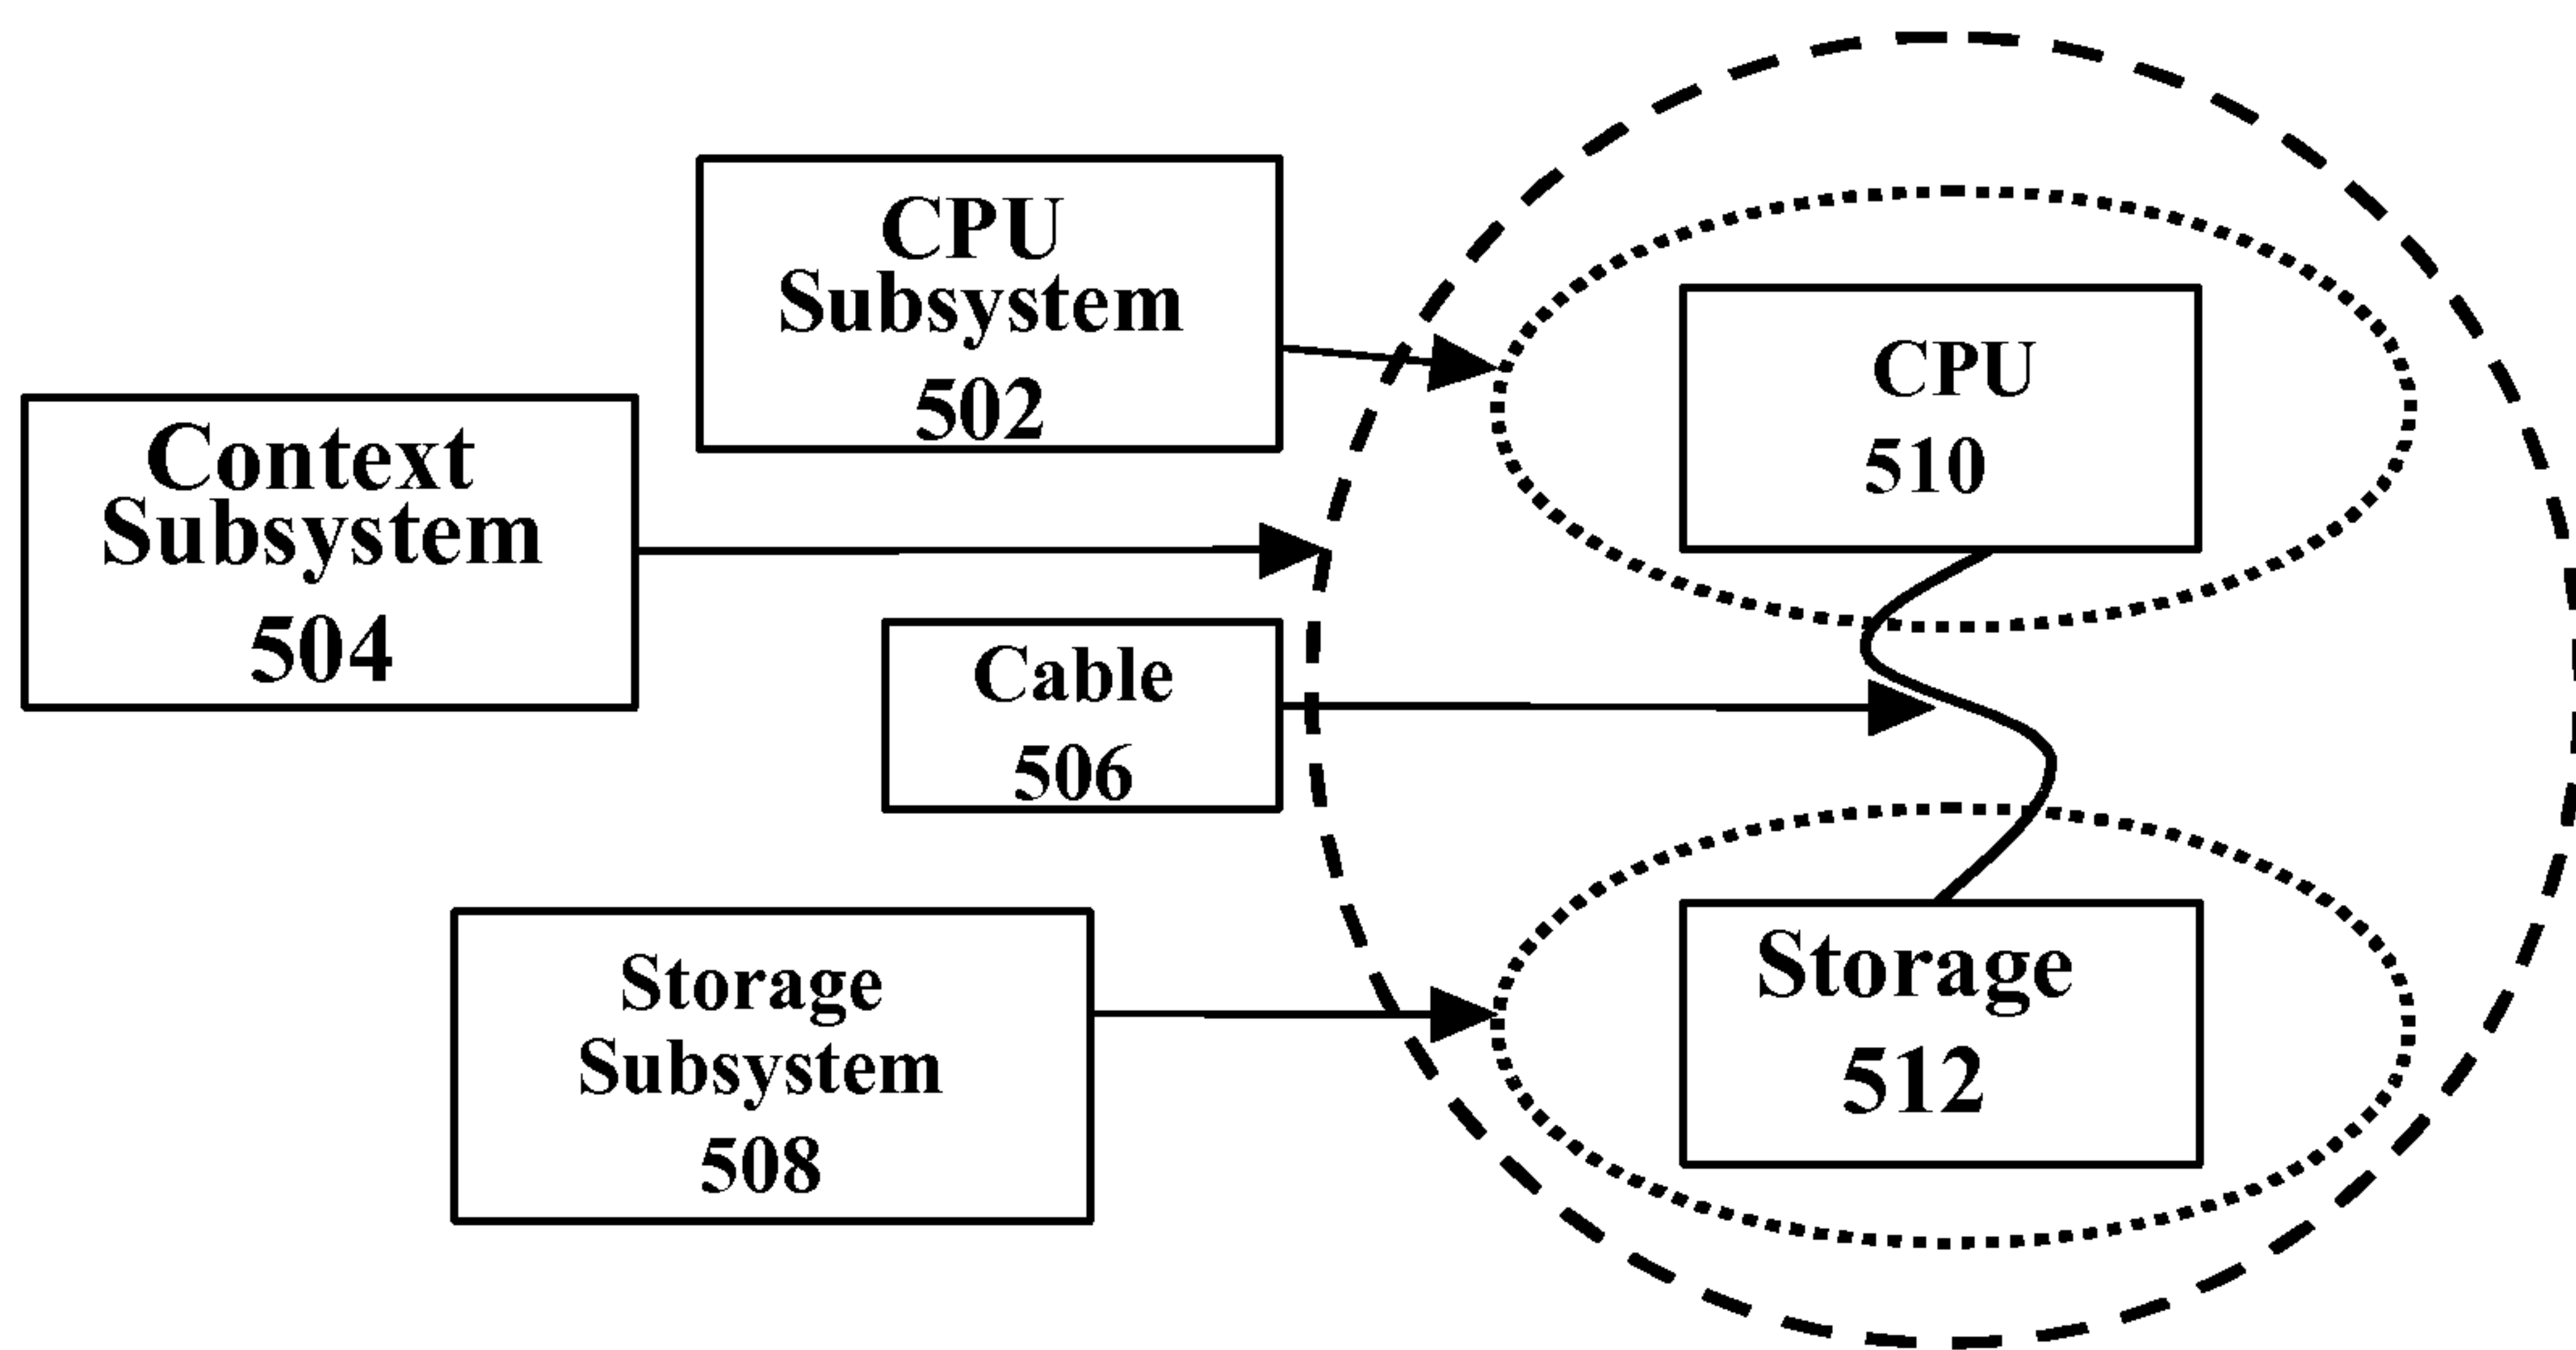 CPU
Subsystem
502
CPU
510
Context
Subsystem
504
Cable
506
Storage
Subsystem
508
Storage
512